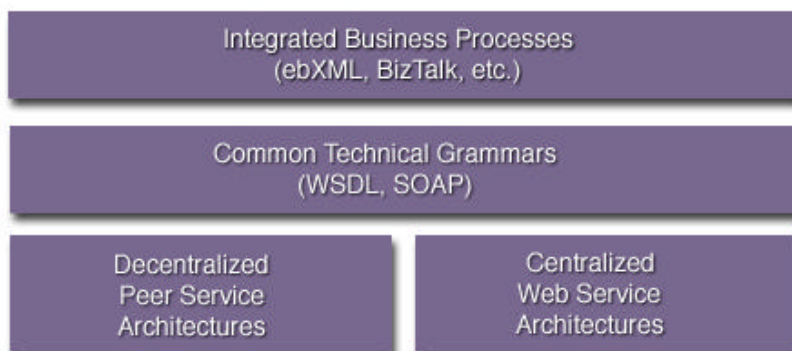 Integrated Business Processes
(ebXML, BizTalk, etc.)
Common Technical Grammars
(WSDL, SOAP)
Decentralized
Peer Service
Architectures
Centralized
Web Service
Architectures